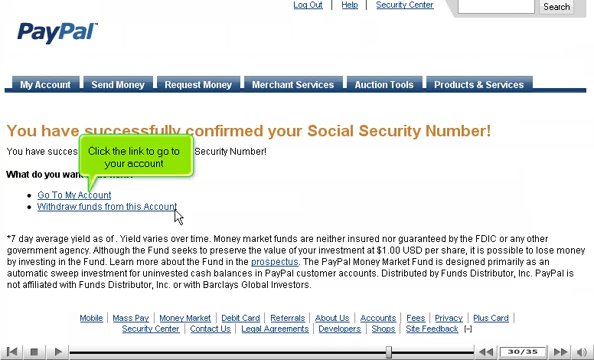 Log Out | Help | Security Center
Search
PayPal
My Account Send Money Request Money Merchant Services Auction Tools Products & Services
You have successfully confirmed your Social Security Number!
You have succes Security Number!
Click the link to go to
your account
What do you
• Go To My Account
• Withdraw funds from this Account
*7 day average yield as of . Yield varies over time. Money market funds are neither insured nor guaranteed by the FDIC or any other
government agency. Although the Fund seeks to preserve the value of your investment at $1.00 USD per share, it is possible to lose money
by investing in the Fund. Learn more about the Fund in the prospectus. The PayPal Money Market Fund is designed primarily as an
automatic sweep investment for uninvested cash balances in PayPal customer accounts. Distributed by Funds Distributor, Inc. PayPal is
not affiliated with Funds Distributor, Inc. or with Barclays Global Investors.
Mobile | Mass Pay | Money Market | Debit Card | Referrals | About Us | Accounts | Fees | Privacy | Plus Card |
Security Center | Contact Us | Legal Agreements | Developers | Shops | Site Feedback [-]
30/35